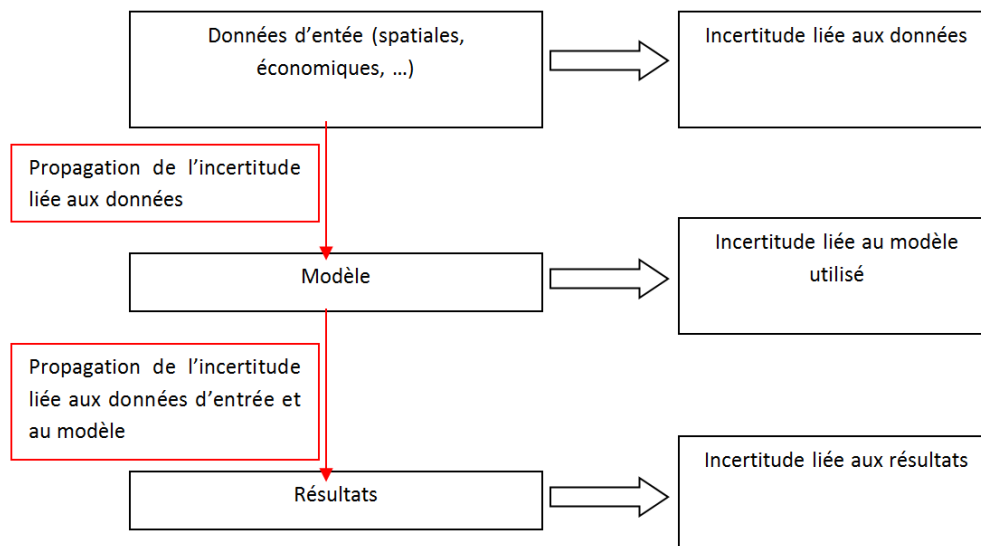 Données d’entée (spatiales,
économiques, …)
Incertitude liée aux données
Propagation de l’incertitude
liée aux données
Modèle
Incertitude liée au modèle
utilisé
Propagation de l’incertitude
liée aux données d’entrée et
au modèle
Résultats
Incertitude liée aux résultats